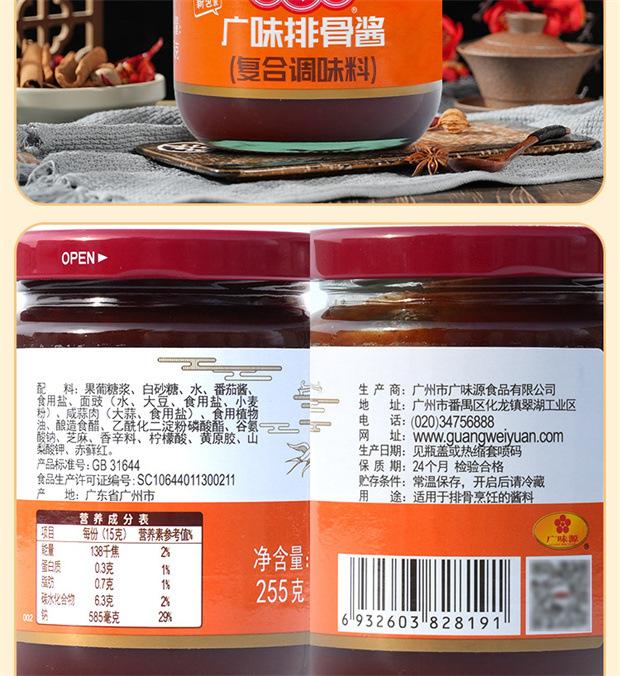 新包装
广味排骨酱
(复合调味料)
OPEN▶
配 料：果葡糖浆、白砂糖、水、番茄酱、
食用盐、面豉（水、大豆、食用盐、小麦
粉）、咸蒜肉（大蒜、食用盐）、食用植物
油、酿造食醋、乙酰化二淀粉磷酸酯、谷氨
酸钠、芝麻、香辛料、柠檬酸、黄原胶、山
梨酸钾、赤藓红。
产品标准号：GB 31644
食品生产许可证编号：SC10644011300211
产 地：广东省广州市
营养成分表
项目 每份（15克） 营养素参考值%
能量 138千焦 2%
蛋白质 0.3克 1%
脂肪 0.7克 1%
碳水化合物 6.3克 2%
钠 585毫克 29%
002
净含量：
255克
生 产 商：广州市广味源食品有限公司
地 址：广州市番禺区化龙镇翠湖工业区
电 话：(020)34756888
网 址：www.guangweiyuan.com
生产日期：见瓶盖或热缩套喷码
保 质 期：24个月 检验合格
贮存条件：常温保存，开启后请冷藏
用 途：适用于排骨烹饪的酱料
广味源
®
6 932603 828191